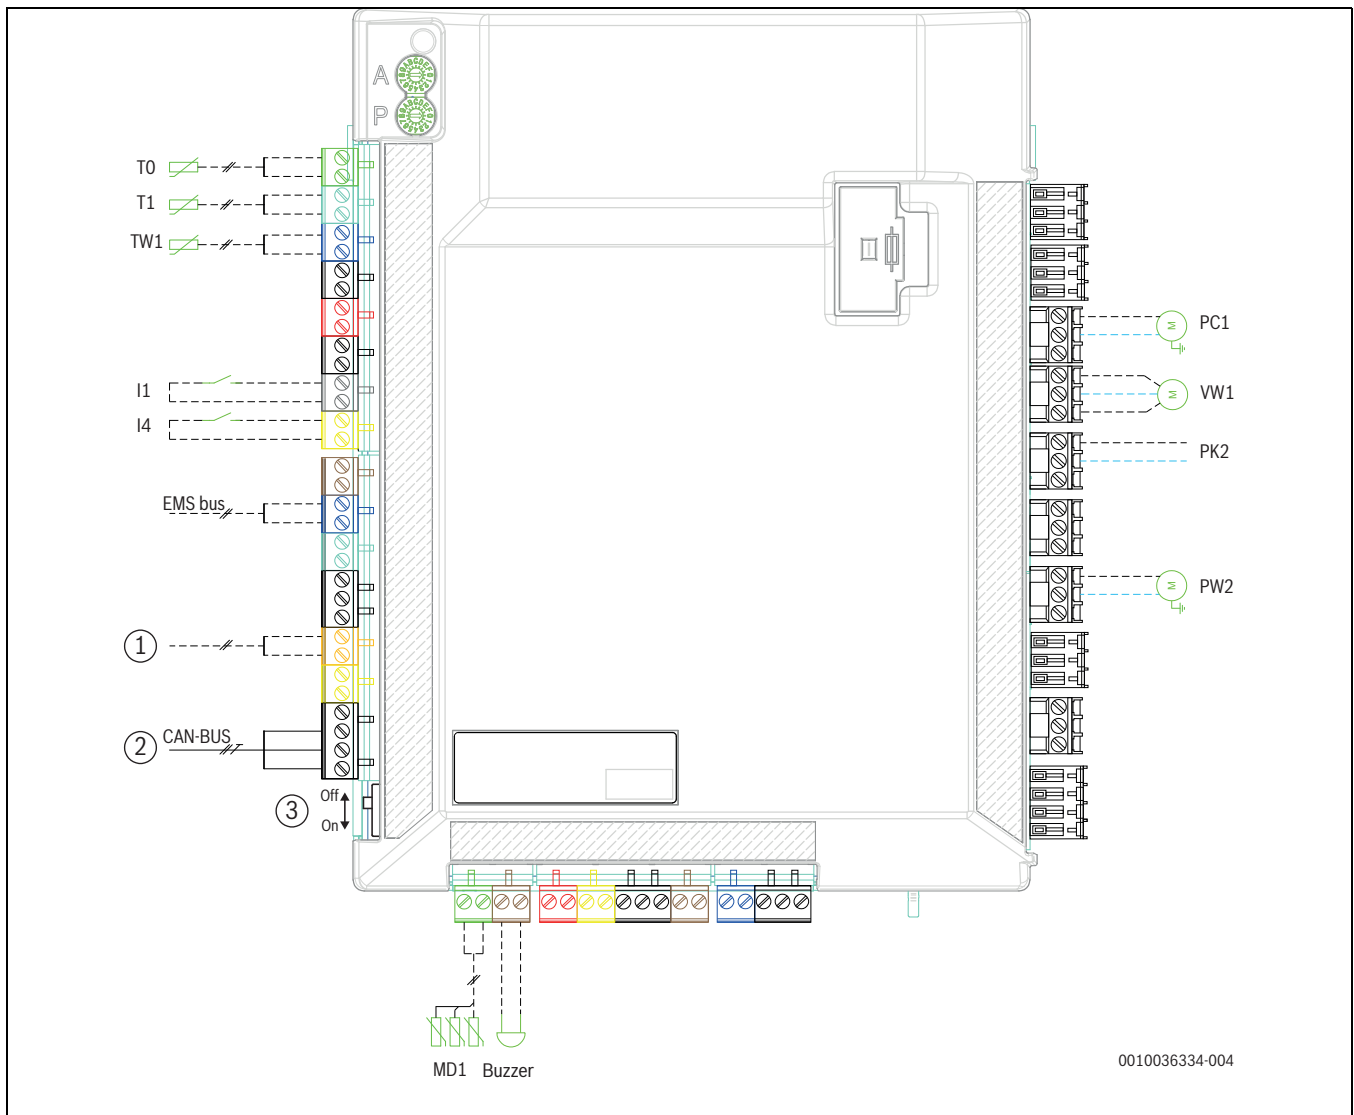 A
P
T0
T1
TW1
I1
I4
EMS bus
1
2 CAN-BUS
3 Off
On
PC1
M
VW1
M
PK2
PW2
M
MD1 Buzzer
0010036334-004